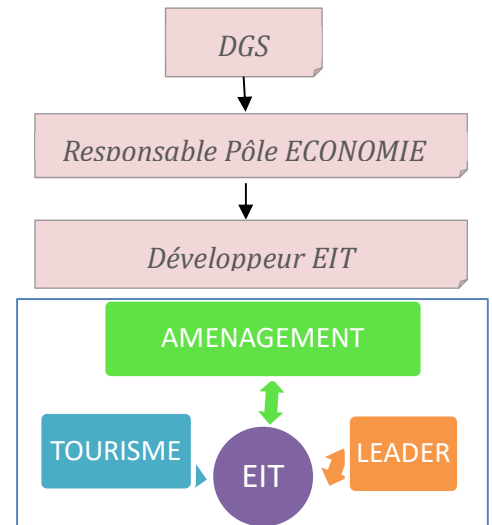 DGS
Responsable Pôle ECONOMIE
Développeur EIT
AMENAGEMENT
TOURISME
EIT
LEADER